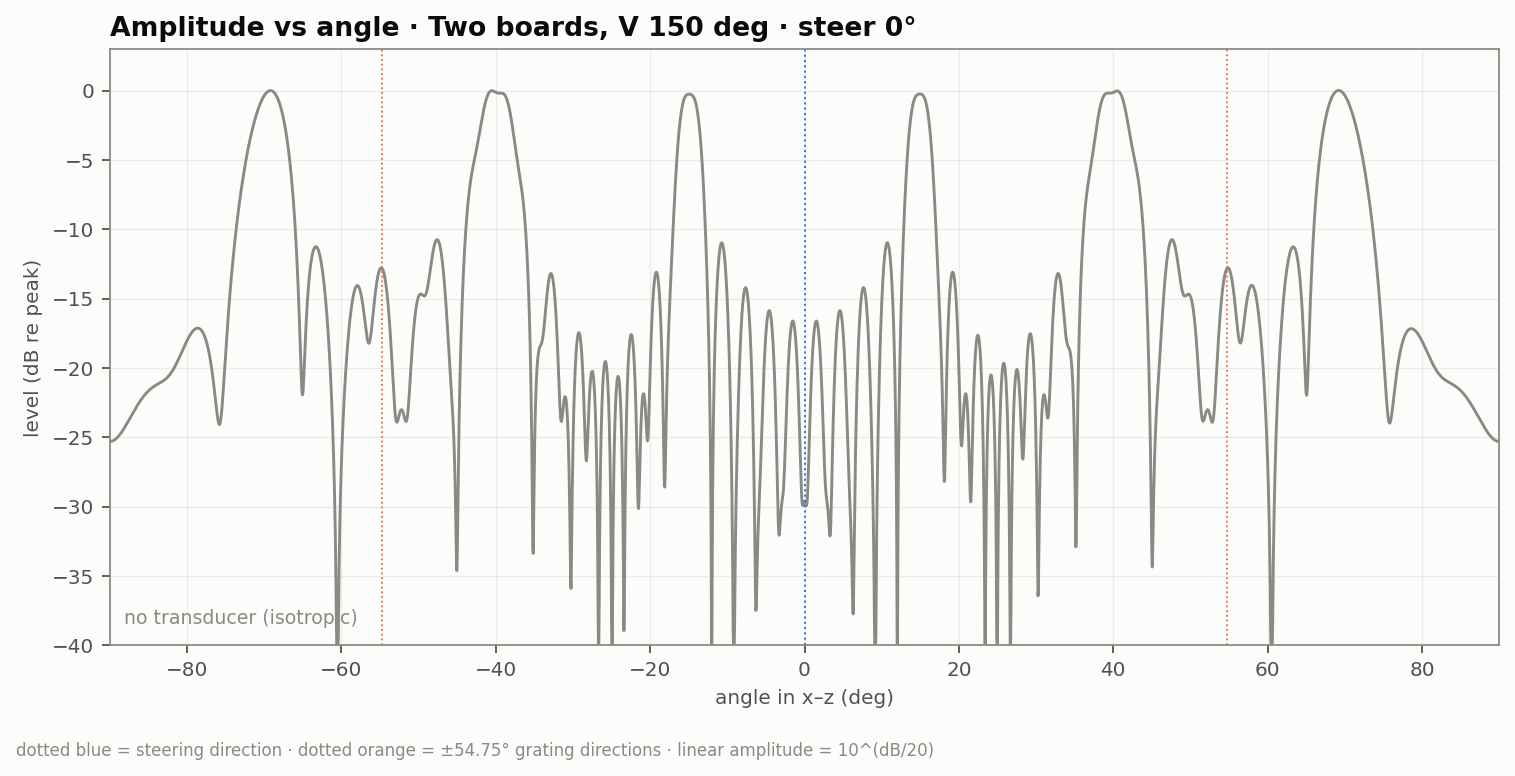 Amplitude vs angle · Two boards, V 150 deg · steer 0°
level (dB re peak)
0
−5
−10
−15
−20
−25
−30
−35
−40
no transducer (isotropic)
−80 −60 −40 −20 0 20 40 60 80
angle in x–z (deg)
dotted blue = steering direction · dotted orange = ±54.75° grating directions · linear amplitude = 10^(dB/20)